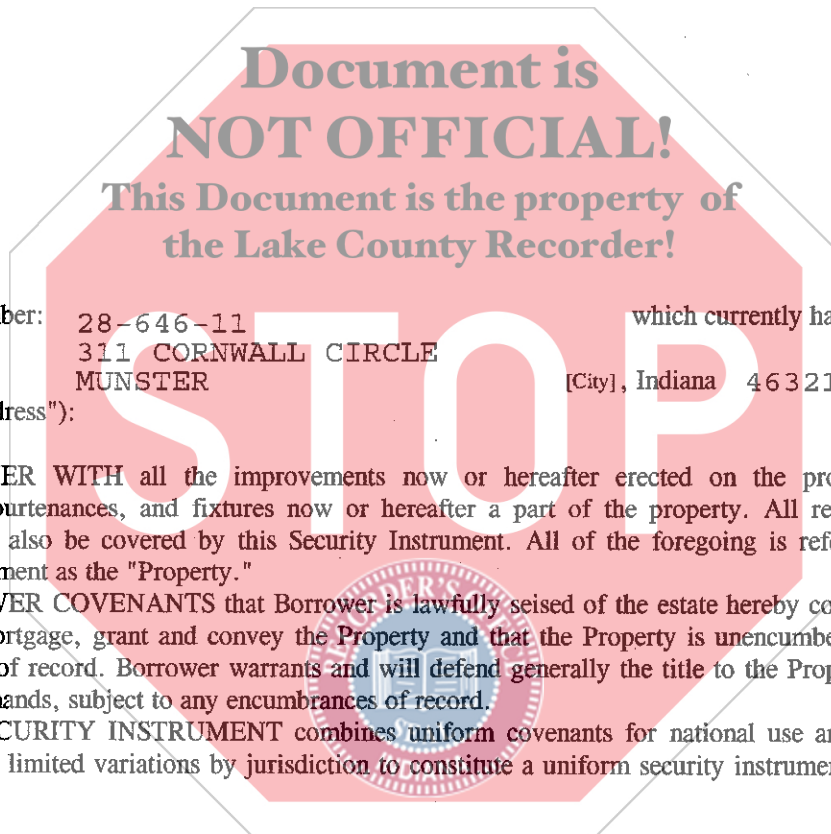 Document is
NOT OFFICIAL!
This Document is the property of
the Lake County Recorder!
ber: 28-646-11 which currently ha
311 CORNWALL CIRCLE
MUNSTER [City], Indiana 46321
lress"):
STOP
ER WITH all the improvements now or hereafter erected on the pro
urtenances, and fixtures now or hereafter a part of the property. All re
also be covered by this Security Instrument. All of the foregoing is refe
nent as the "Property."
VER COVENANTS that Borrower is lawfully seised of the estate hereby co
ortgage, grant and convey the Property and that the Property is unencumbe
of record. Borrower warrants and will defend generally the title to the Prop
ands, subject to any encumbrances of record.
CURITY INSTRUMENT combines uniform covenants for national use an
limited variations by jurisdiction to constitute a uniform security instrumen